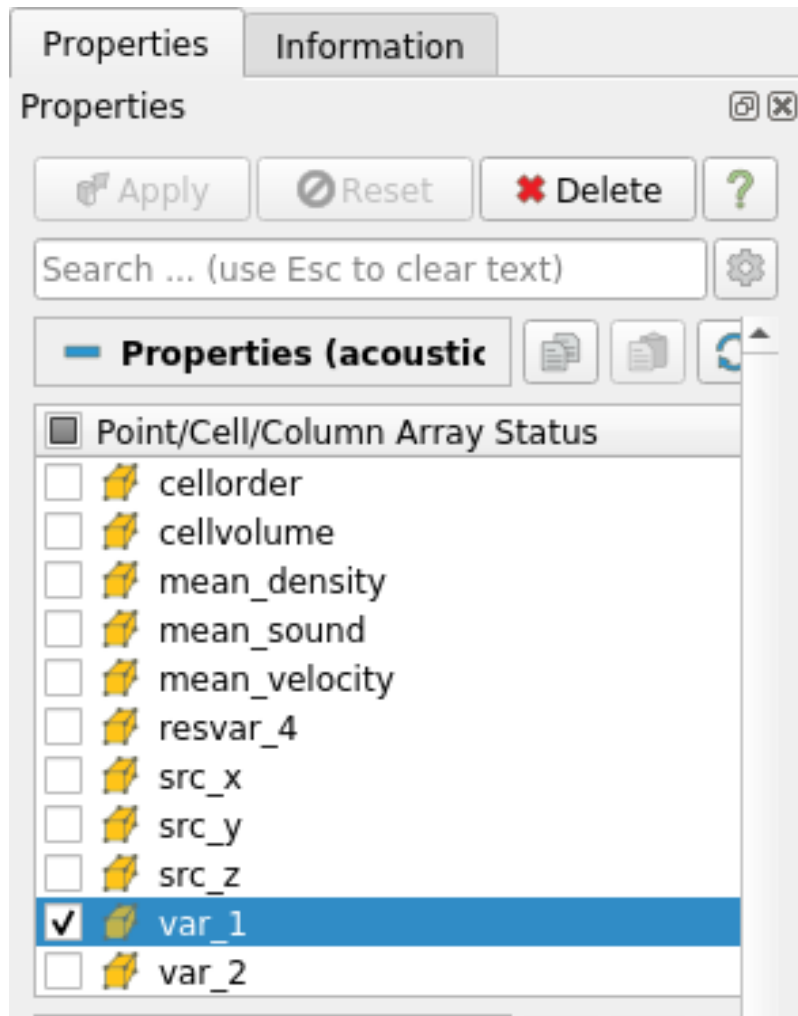 Properties Information
Properties
Apply Reset Delete ?
Search ... (use Esc to clear text)
Properties (acoustic
Point/Cell/Column Array Status
cellorder
cellvolume
mean_density
mean_sound
mean_velocity
resvar_4
src_x
src_y
src_z
var_1
var_2